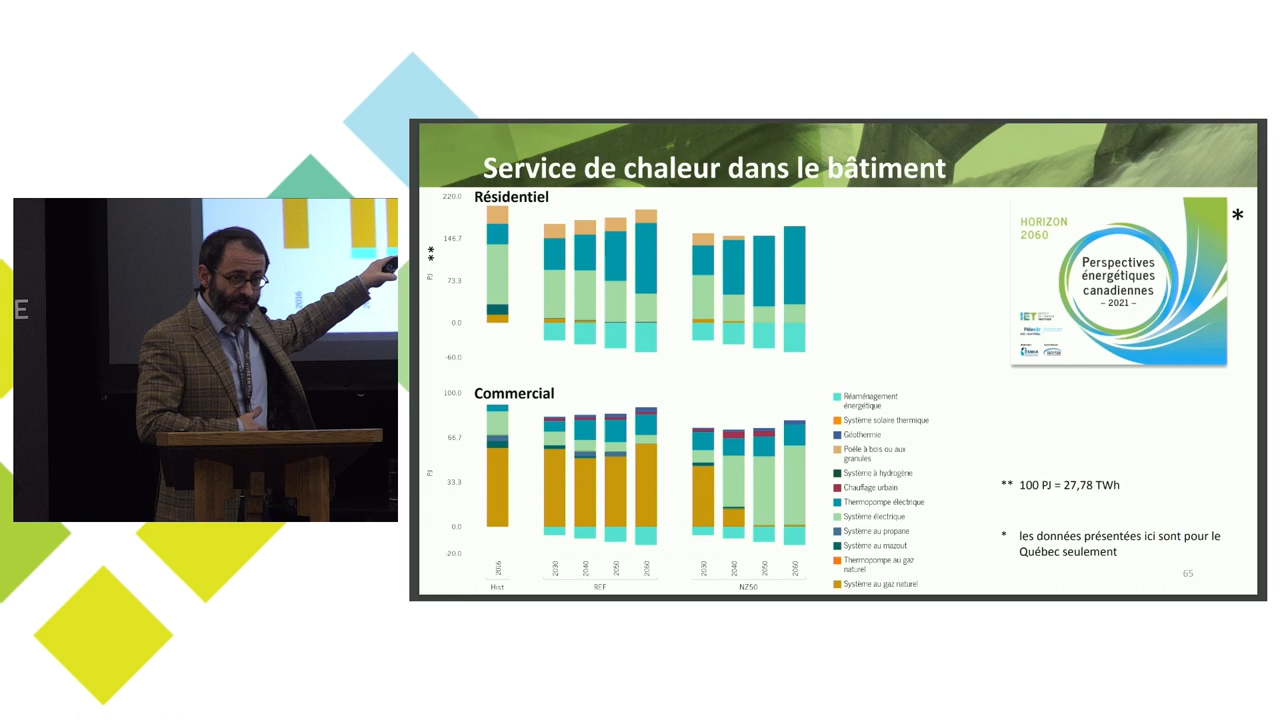 Service de chaleur dans le bâtiment
Résidentiel
220.0
146.7
73.3
0.0
-60.0
PJ
**
Commercial
100.0
66.7
33.3
0.0
-20.0
PJ
2016
2030
2040
2050
2060
2030
2040
2050
2060
Hist
REF
NZ50
Réaménagement
énergétique
Système solaire thermique
Géothermie
Poêle à bois ou aux
granules
Système à hydrogène
Chauffage urbain
Thermopompe électrique
Système électrique
Système au propane
Système au mazout
Thermopompe au gaz
naturel
Système au gaz naturel
HORIZON
2060
Perspectives
énergétiques
canadiennes
– 2021 –
IET
*
** 100 PJ = 27,78 TWh
* les données présentées ici sont pour le
Québec seulement
65
E
2016